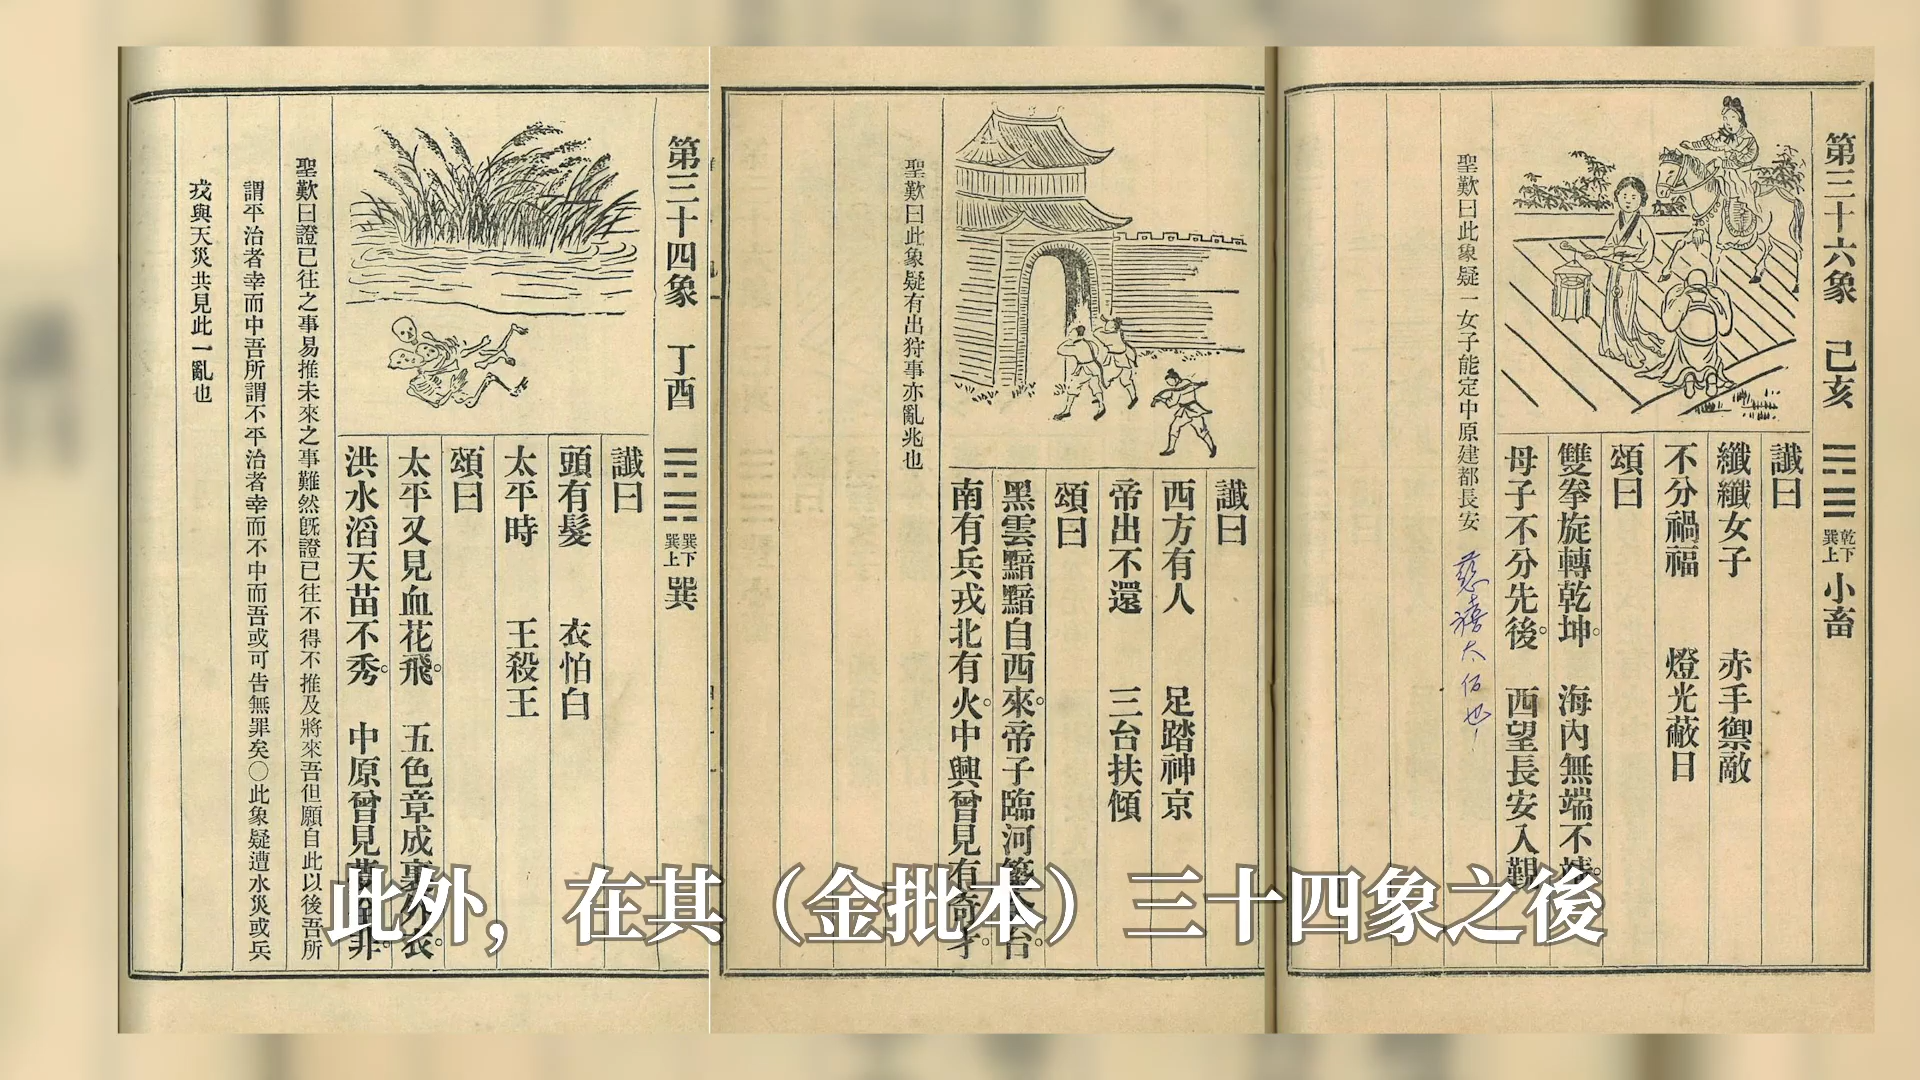 第三十六象 己亥 乾下巽上 小畜
讖曰
纖纖女子 赤手禦敵
不分禍福 燈光蔽日
頌曰
雙拳旋轉乾坤。 海內無端不靖。
母子不分先後。 西望長安入觀
聖歎曰此象疑一女子能定中原建都長安
慈禧太后也
讖曰
西方有人 足踏神京
帝出不還 三台扶傾
頌曰
黑雲黯黯自西來。帝子臨河築 台。
南有兵戎北有火。中興曾見有奇才。
聖歎曰此象疑有出狩事亦亂兆也
第三十四象 丁酉 巽下巽上 巽
讖曰
頭有髮 衣怕白
太平時 王殺王
頌曰
太平又見血花飛。 五色章成裏 衣。
洪水滔天苗不秀。 中原曾見 非。
聖歎曰證已往之事易推未來之事難然既證已往不得不推及將來吾但願自此以後吾所
謂平治者幸而中吾所謂不平治者幸而不中而吾或可告無罪矣〇此象疑遭水災或兵
戎與天災共見此一亂也
此外，在其（金批本）三十四象之後